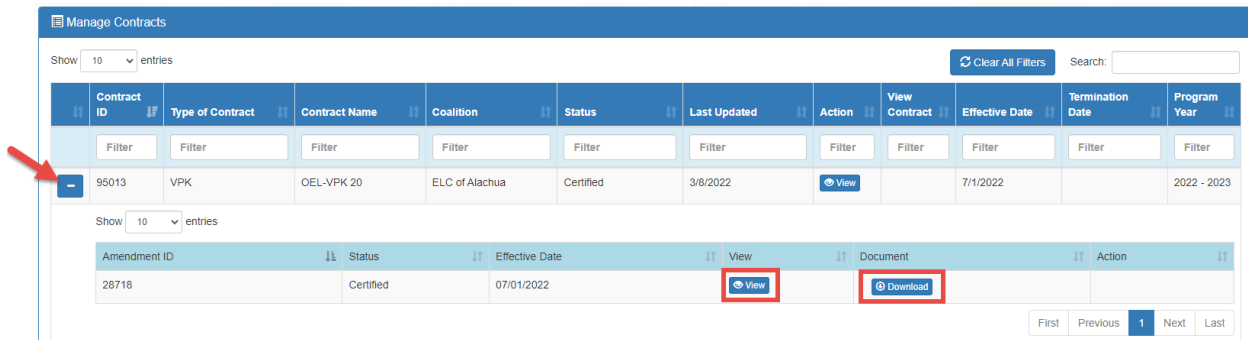 Manage Contracts
Show 10 entries Clear All Filters Search:
Contract ID Type of Contract Contract Name Coalition Status Last Updated Action View Contract Effective Date Termination Date Program Year
Filter Filter Filter Filter Filter Filter Filter Filter Filter Filter Filter
95013 VPK OEL-VPK 20 ELC of Alachua Certified 3/8/2022 View 7/1/2022 2022 - 2023
Show 10 entries
Amendment ID Status Effective Date View Document Action
28718 Certified 07/01/2022 View Download
First Previous 1 Next Last